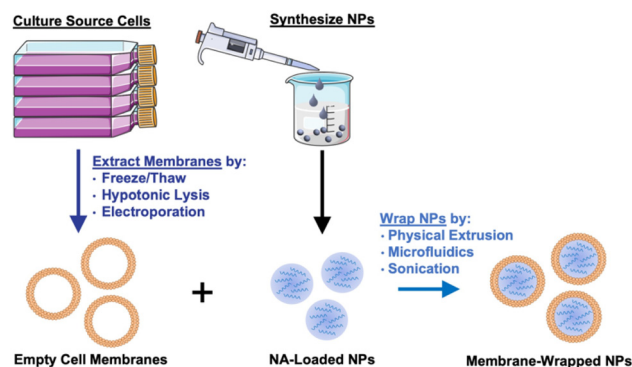 Culture Source Cells
Synthesize NPs
Extract Membranes by:
· Freeze/Thaw
· Hypotonic Lysis
· Electroporation
Wrap NPs by:
· Physical Extrusion
· Microfluidics
· Sonication
+
Empty Cell Membranes
NA-Loaded NPs
Membrane-Wrapped NPs